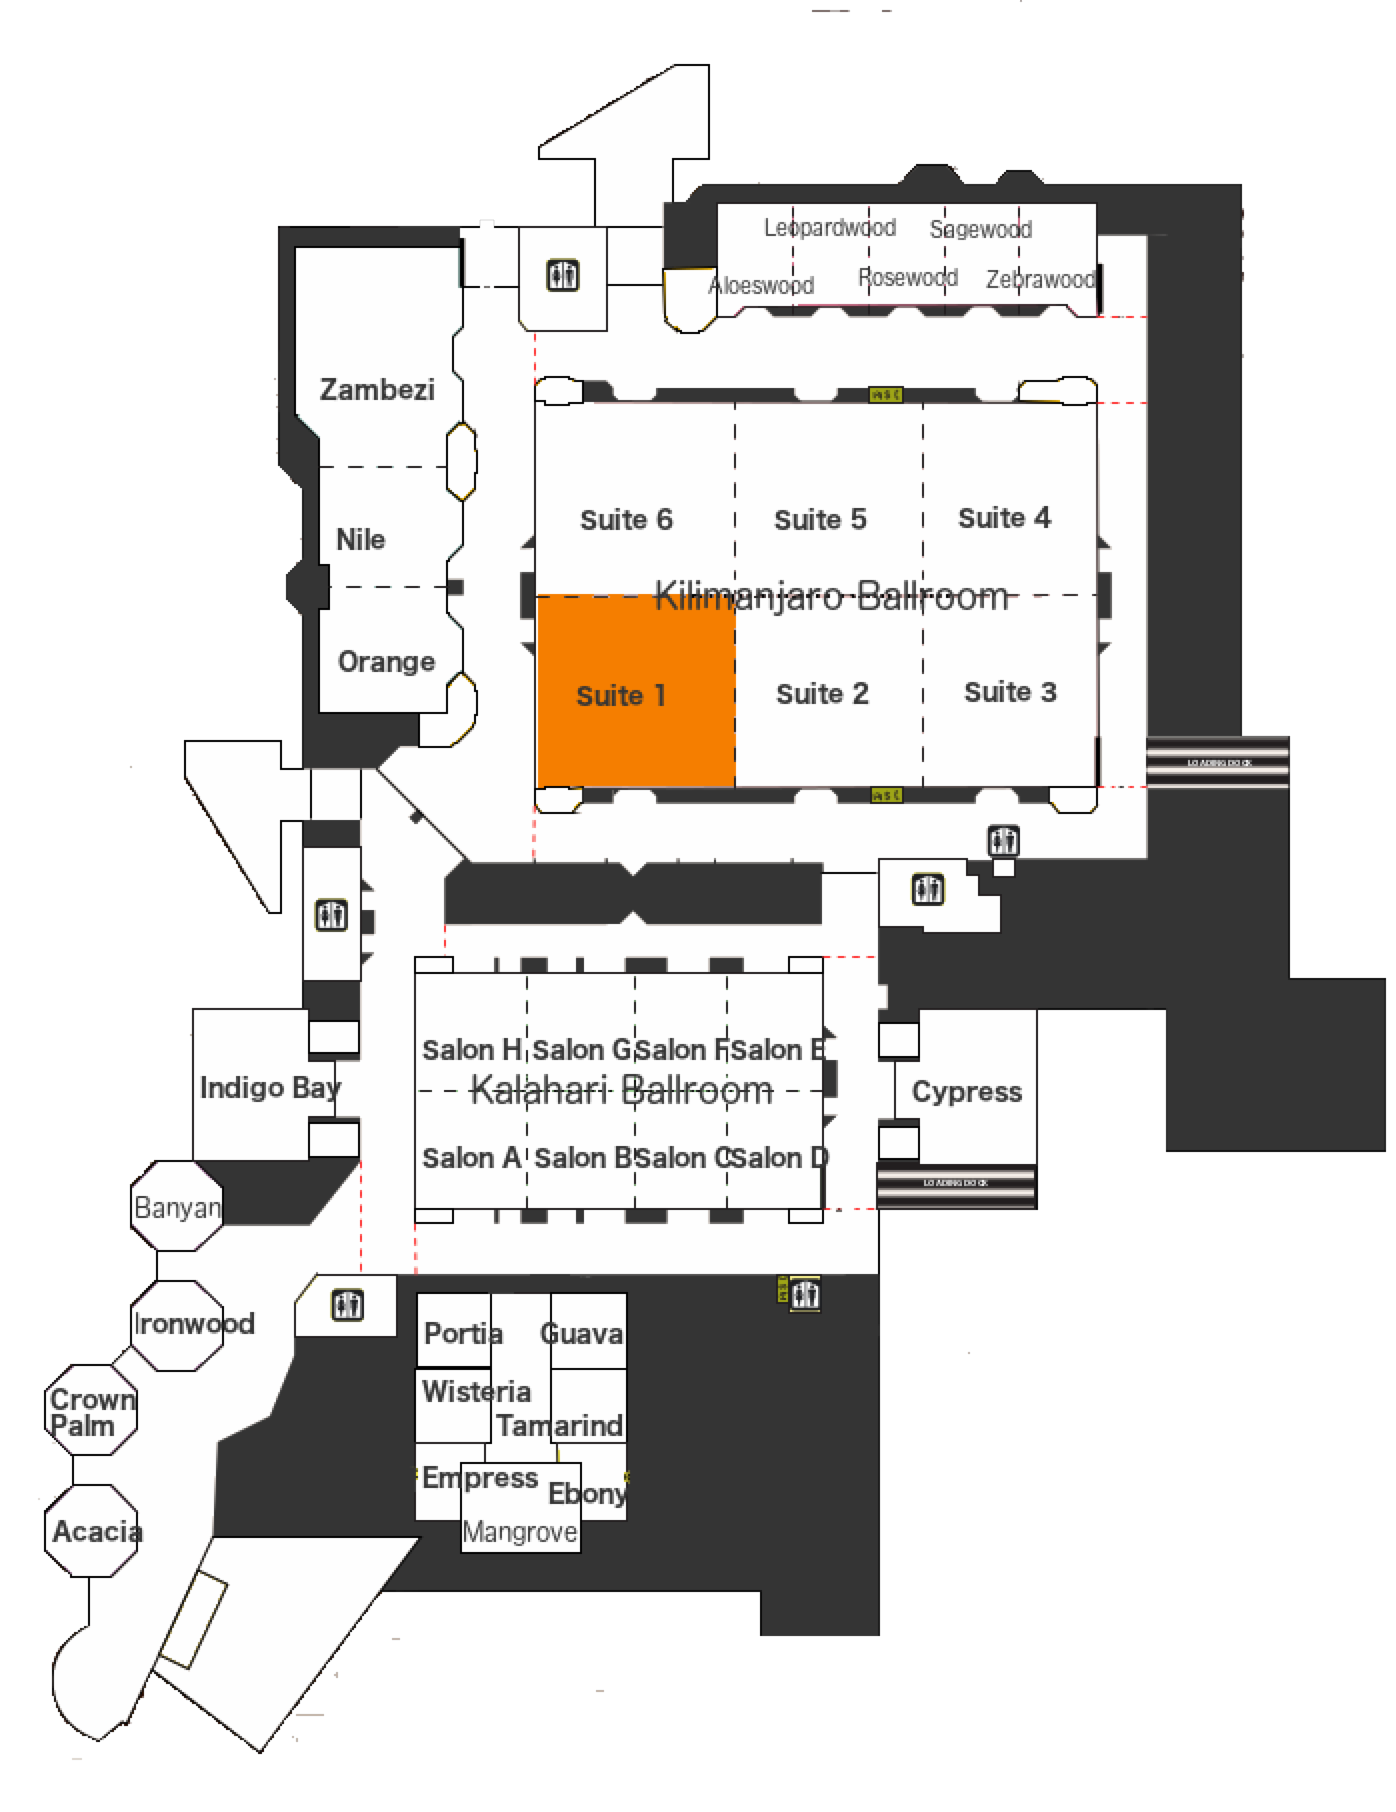 Leopardwood
Sagewood
Aloeswood
Rosewood
Zebrawood
Zambezi
Nile
Orange
Suite 6
Suite 5
Suite 4
Kilimanjaro Ballroom
Suite 1
Suite 2
Suite 3
LOADING DOCK
Salon H
Salon G
Salon F
Salon E
Indigo Bay
Kalahari Ballroom
Cypress
Salon A
Salon B
Salon C
Salon D
LOADING DOCK
Banyan
Ironwood
Portia
Guava
Crown
Palm
Wisteria
Tamarind
Empress
Ebony
Acacia
Mangrove